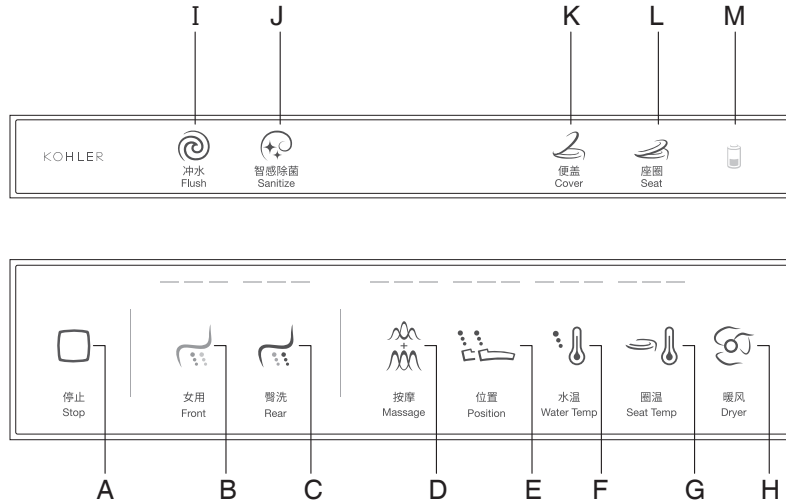 I J K L M
KOHLER
冲水 智感除菌 便盖 座圈
Flush Sanitize Cover Seat
停止 女用 臀洗 按摩 位置 水温 圈温 暖风
Stop Front Rear Massage Position Water Temp Seat Temp Dryer
A B C D E F G H